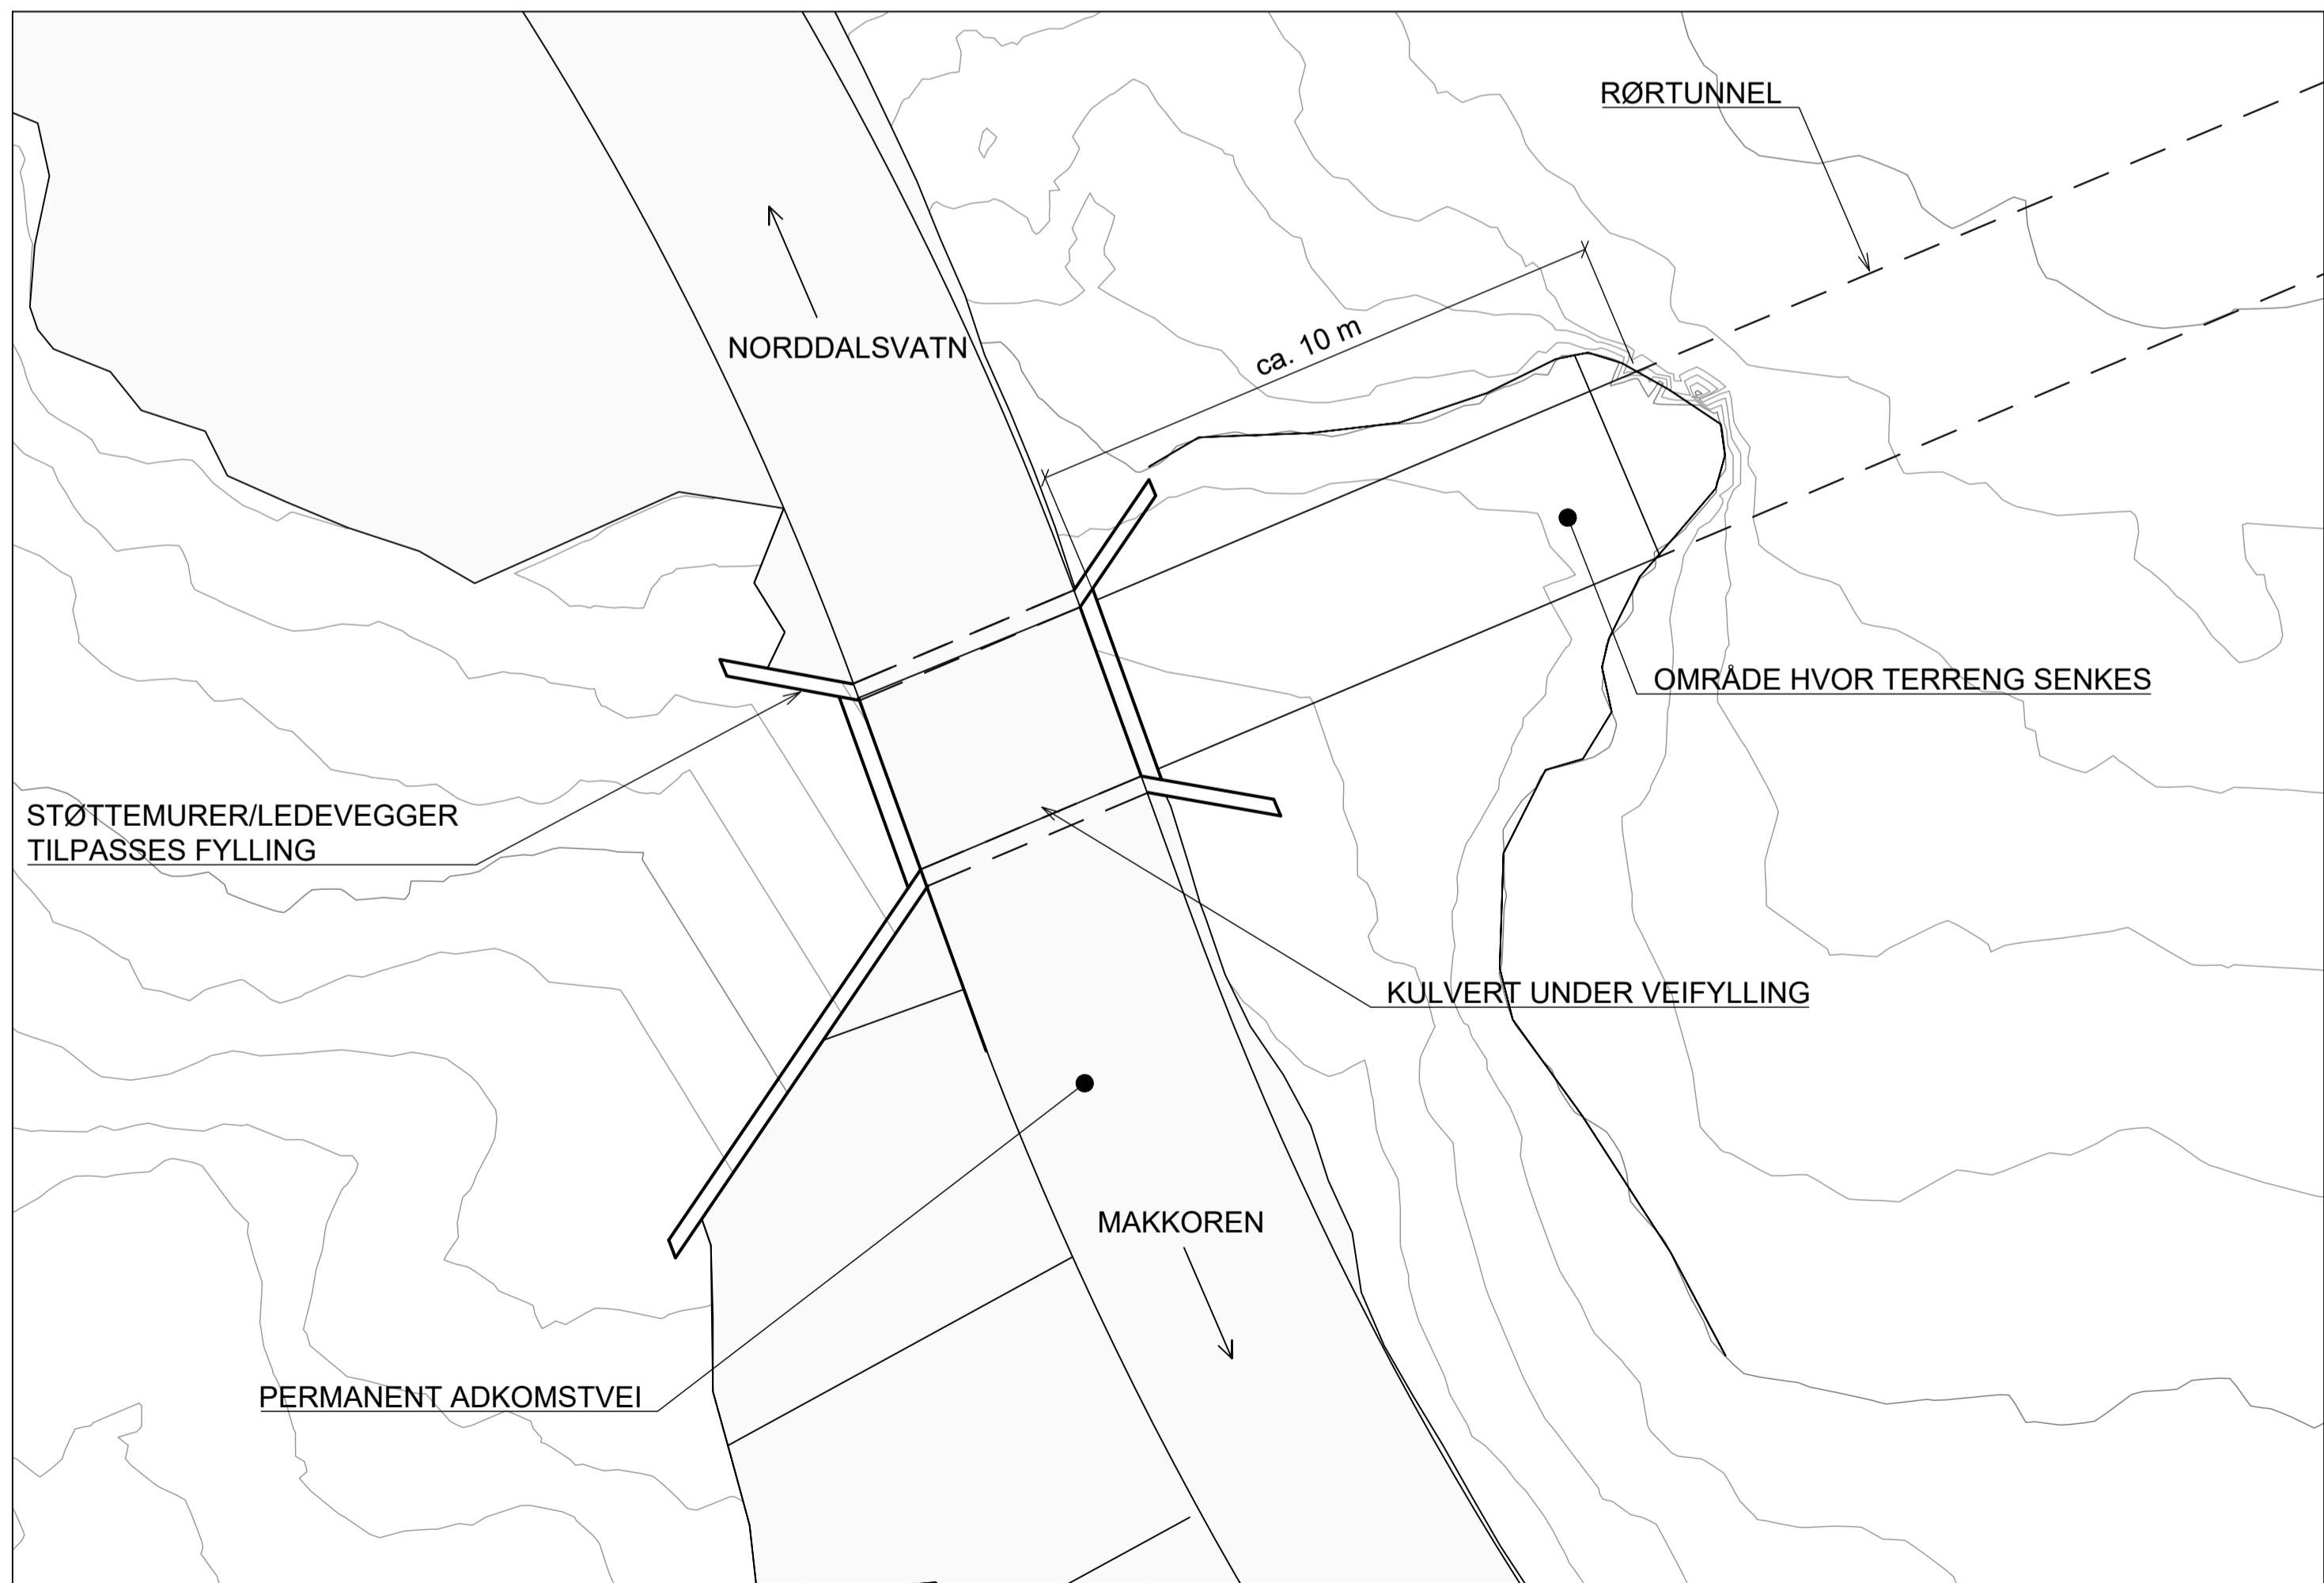 RØRTUNNEL
NORDDALSVATN
ca. 10 m
OMRÅDE HVOR TERRENG SENKES
STØTTEMURER/LEDEVEGGER
TILPASSES FYLLING
KULVERT UNDER VEIFYLLING
MAKKOREN
PERMANENT ADKOMSTVEI